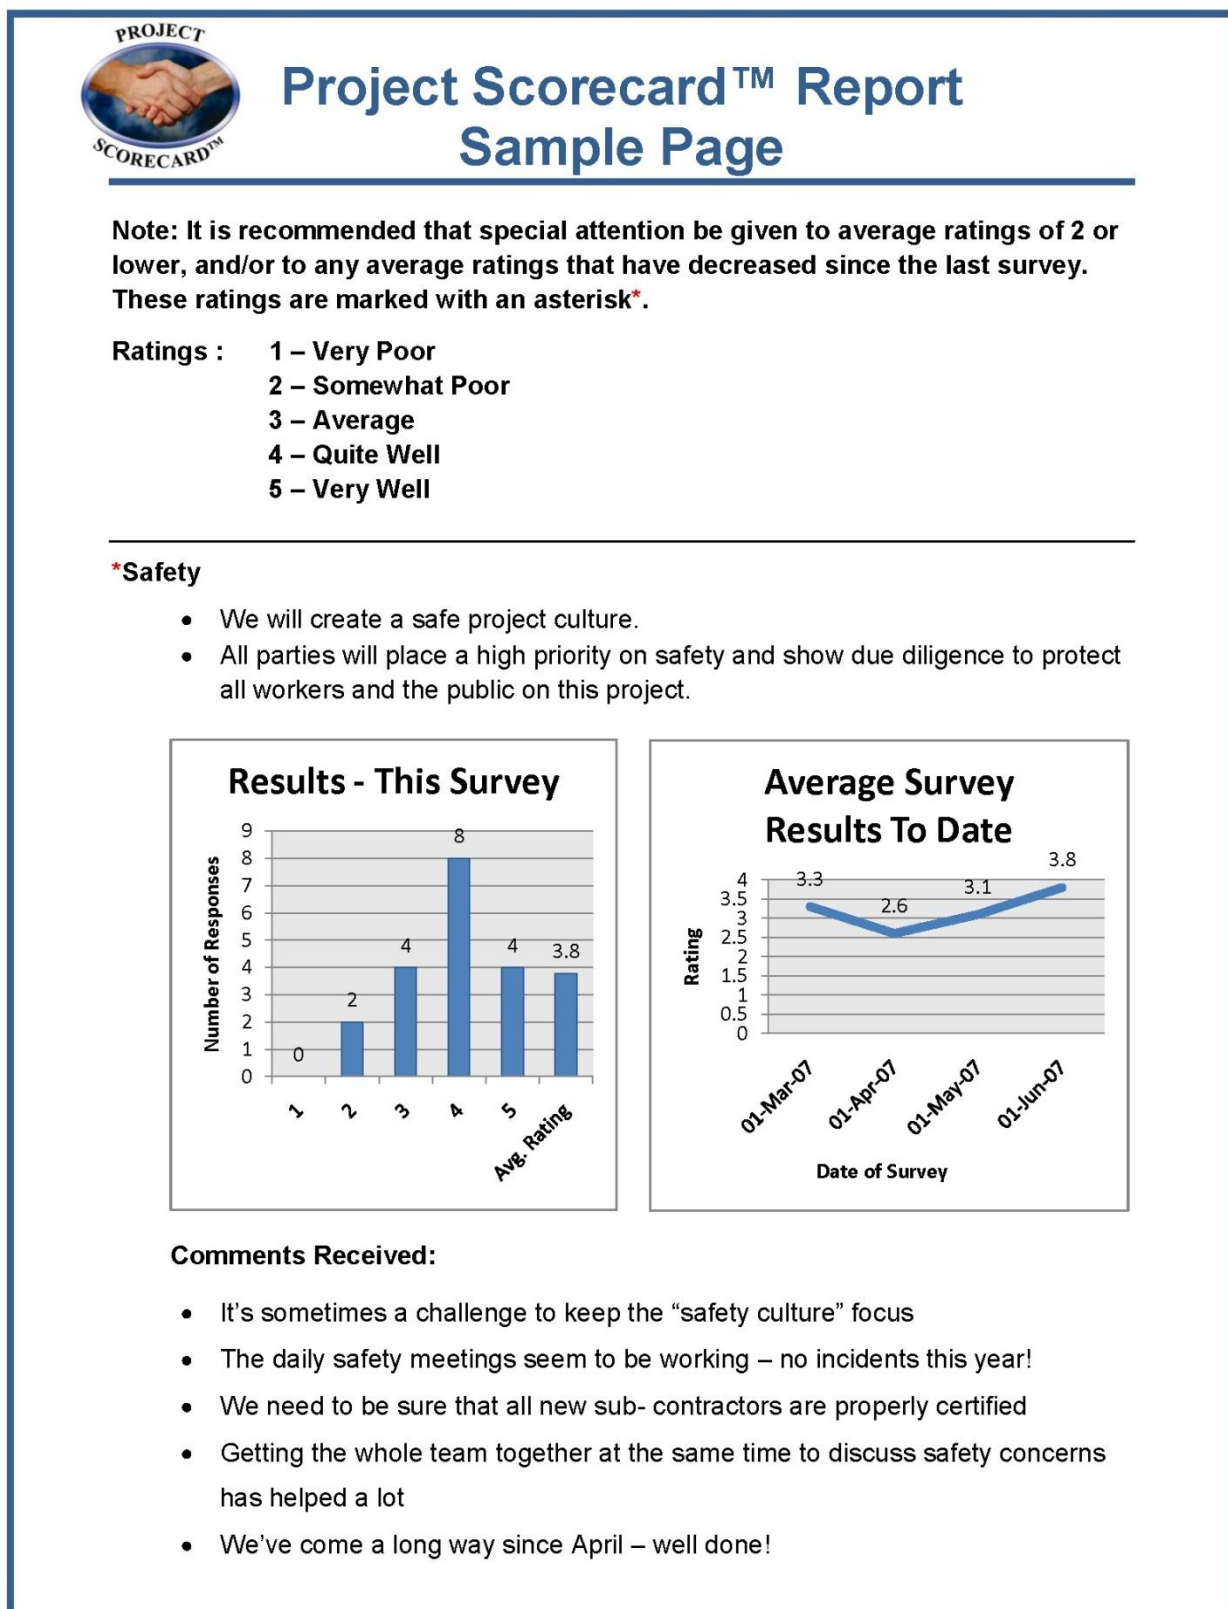 PROJECT
SCORECARD™
Project Scorecard™ Report
Sample Page
Note: It is recommended that special attention be given to average ratings of 2 or
lower, and/or to any average ratings that have decreased since the last survey.
These ratings are marked with an asterisk*.
Ratings : 1 – Very Poor
2 – Somewhat Poor
3 – Average
4 – Quite Well
5 – Very Well
*Safety
• We will create a safe project culture.
• All parties will place a high priority on safety and show due diligence to protect
all workers and the public on this project.
Results - This Survey
Number of Responses
9
8
7
6
5
4
3
2
1
0
0
2
4
8
4
3.8
1
2
3
4
5
Avg. Rating
Average Survey
Results To Date
Rating
4
3.5
3
2.5
2
1.5
1
0.5
0
3.3
2.6
3.1
3.8
01-Mar-07
01-Apr-07
01-May-07
01-Jun-07
Date of Survey
Comments Received:
• It’s sometimes a challenge to keep the “safety culture” focus
• The daily safety meetings seem to be working – no incidents this year!
• We need to be sure that all new sub- contractors are properly certified
• Getting the whole team together at the same time to discuss safety concerns
has helped a lot
• We’ve come a long way since April – well done!